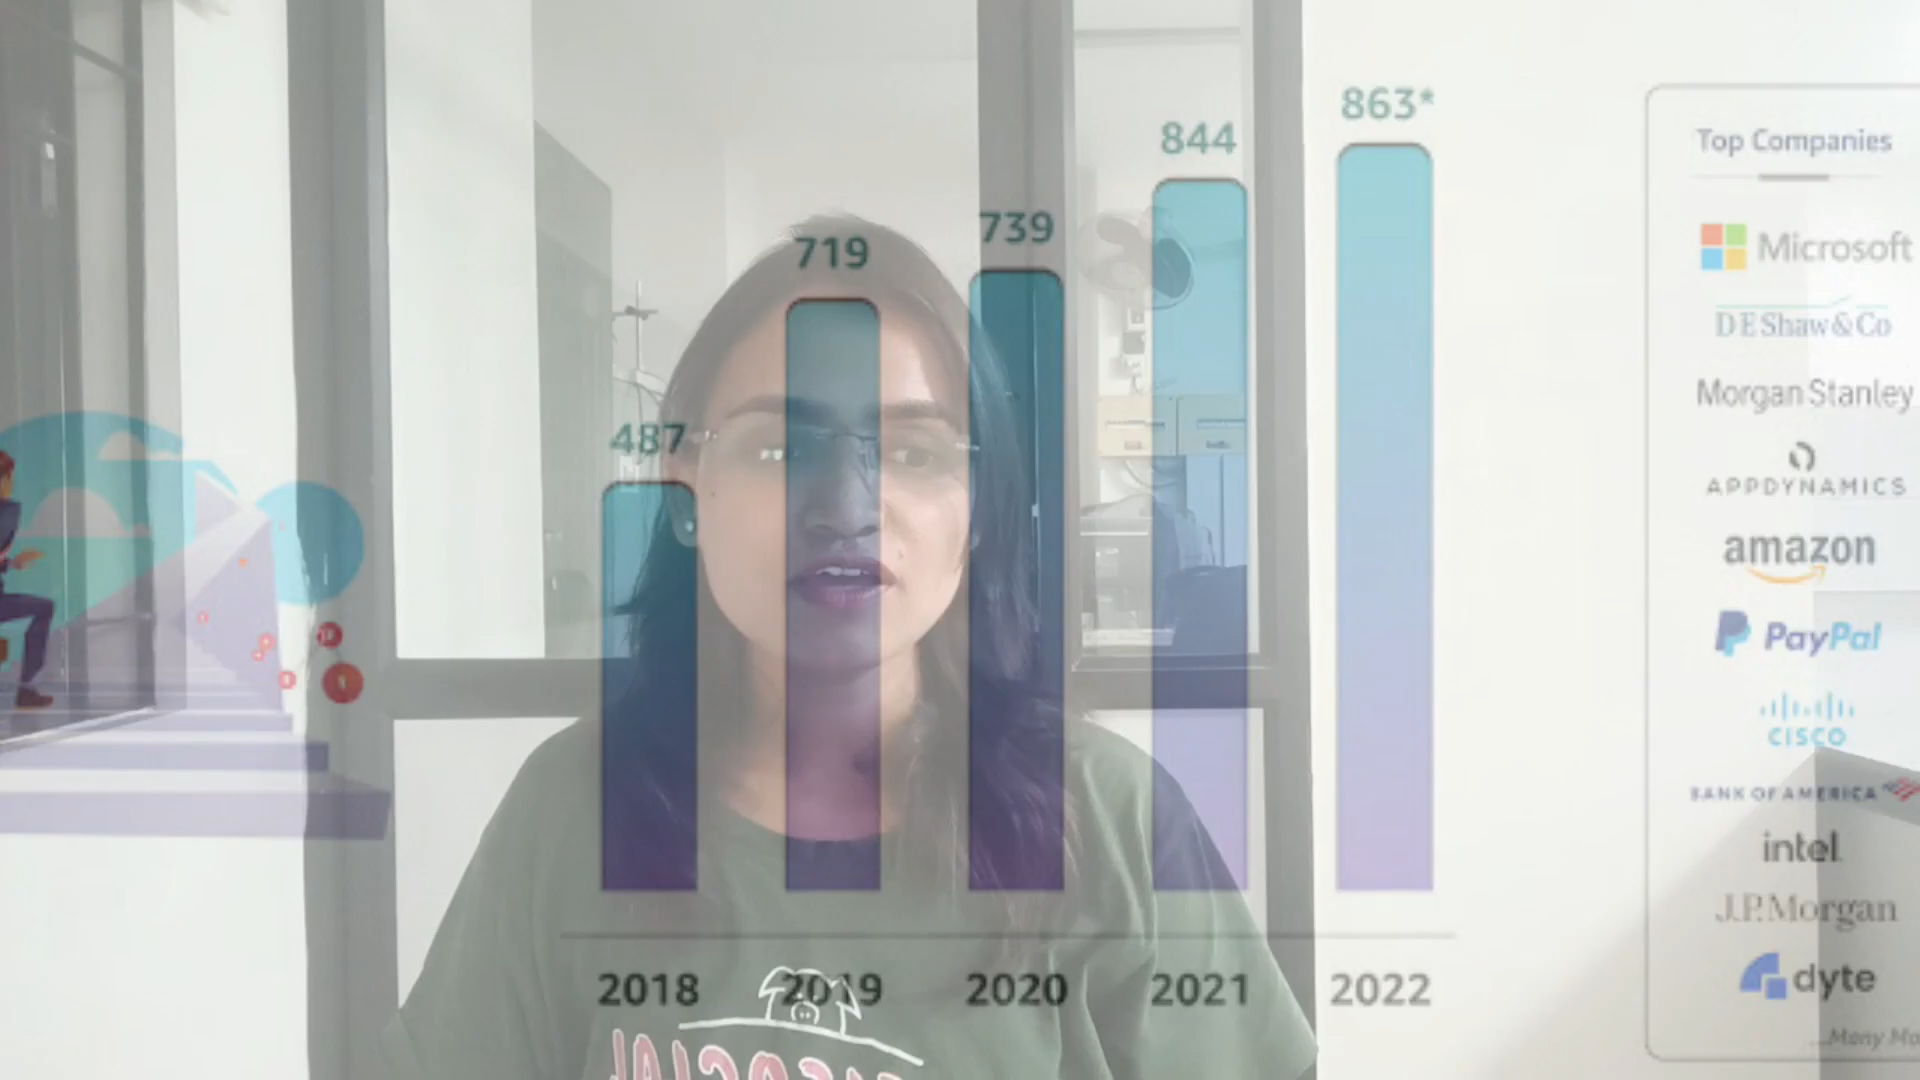 863*
844
739
719
487
2018
2019
2020
2021
2022
Top Companies
Microsoft
DEShaw&Co
Morgan Stanley
APPDYNAMICS
amazon
PayPal
CISCO
BANK OF AMERICA
intel
J.P.Morgan
dyte
...Many